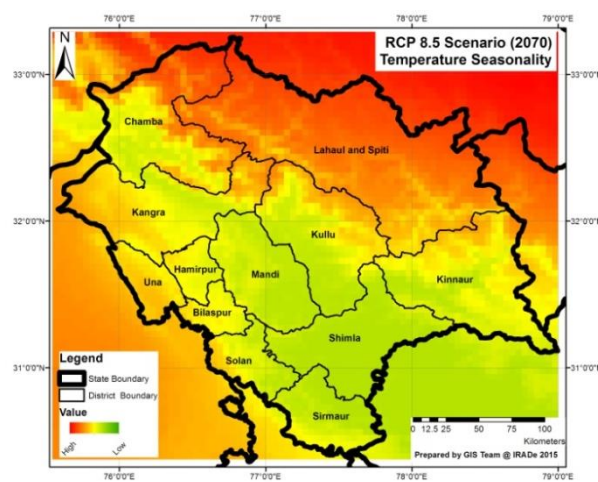 76°0'0"E
77°0'0"E
78°0'0"E
79°0'0"E
N
RCP 8.5 Scenario (2070)
Temperature Seasonality
33°0'0"N
33°0'0"N
Chamba
Lahaul and Spiti
Kangra
32°0'0"N
32°0'0"N
Kullu
Hamirpur
Mandi
Una
Kinnaur
Bilaspur
Shimla
Legend
State Boundary
District Boundary
Value
High
Low
31°0'0"N
31°0'0"N
Solan
Sirmaur
0 12.5 25 50 75 100
Kilometers
Prepared by GIS Team @ IRADe 2015
76°0'0"E
77°0'0"E
78°0'0"E
79°0'0"E